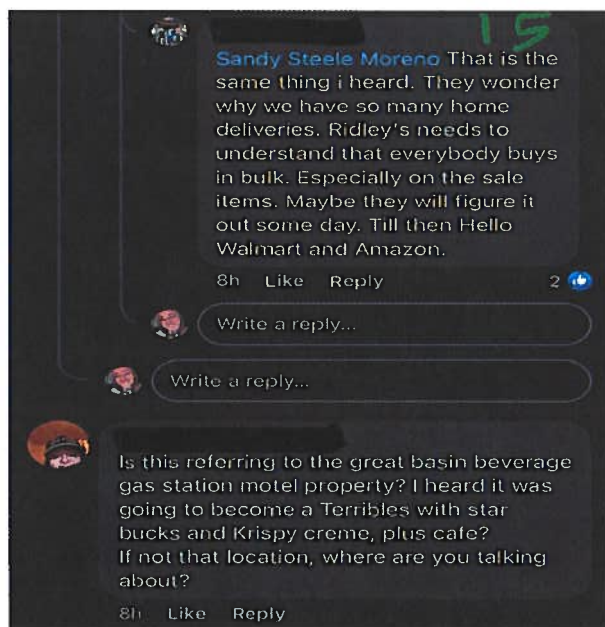 15
Sandy Steele Moreno That is the
same thing i heard. They wonder
why we have so many home
deliveries. Ridley's needs to
understand that everybody buys
in bulk. Especially on the sale
items. Maybe they will figure it
out some day. Till then Hello
Walmart and Amazon.
8h Like Reply 2
Write a reply...
Write a reply...
Is this referring to the great basin beverage
gas station motel property? I heard it was
going to become a Terribles with star
bucks and Krispy creme, plus cafe?
If not that location, where are you talking
about?
8h Like Reply